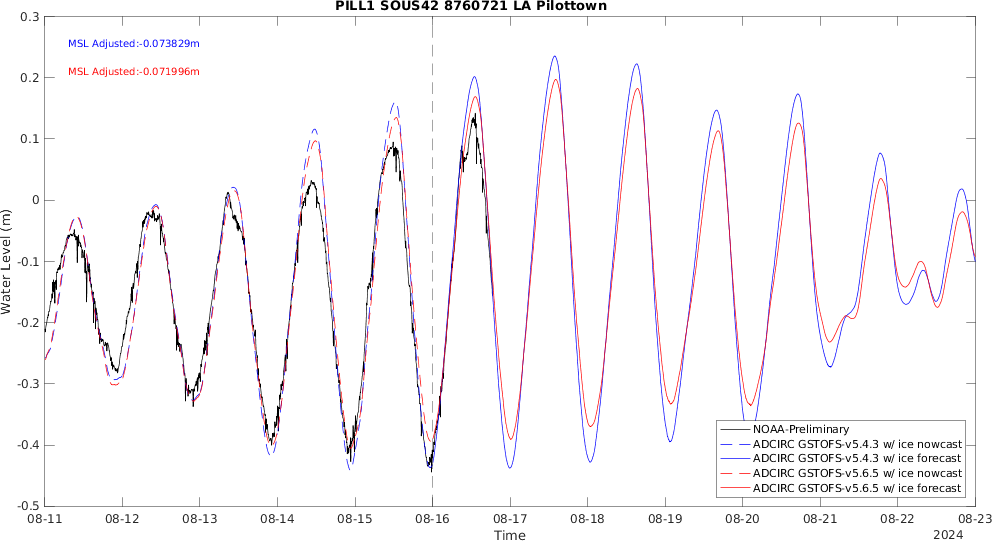 PILL1 SOUS42 8760721 LA Pilottown
MSL Adjusted:-0.073829m
MSL Adjusted:-0.071996m
Water Level (m)
0.3
0.2
0.1
0
-0.1
-0.2
-0.3
-0.4
-0.5
NOAA-Preliminary
ADCIRC GSTOFS-v5.4.3 w/ ice nowcast
ADCIRC GSTOFS-v5.4.3 w/ ice forecast
ADCIRC GSTOFS-v5.6.5 w/ ice nowcast
ADCIRC GSTOFS-v5.6.5 w/ ice forecast
08-11 08-12 08-13 08-14 08-15 08-16 08-17 08-18 08-19 08-20 08-21 08-22 08-23
Time
2024